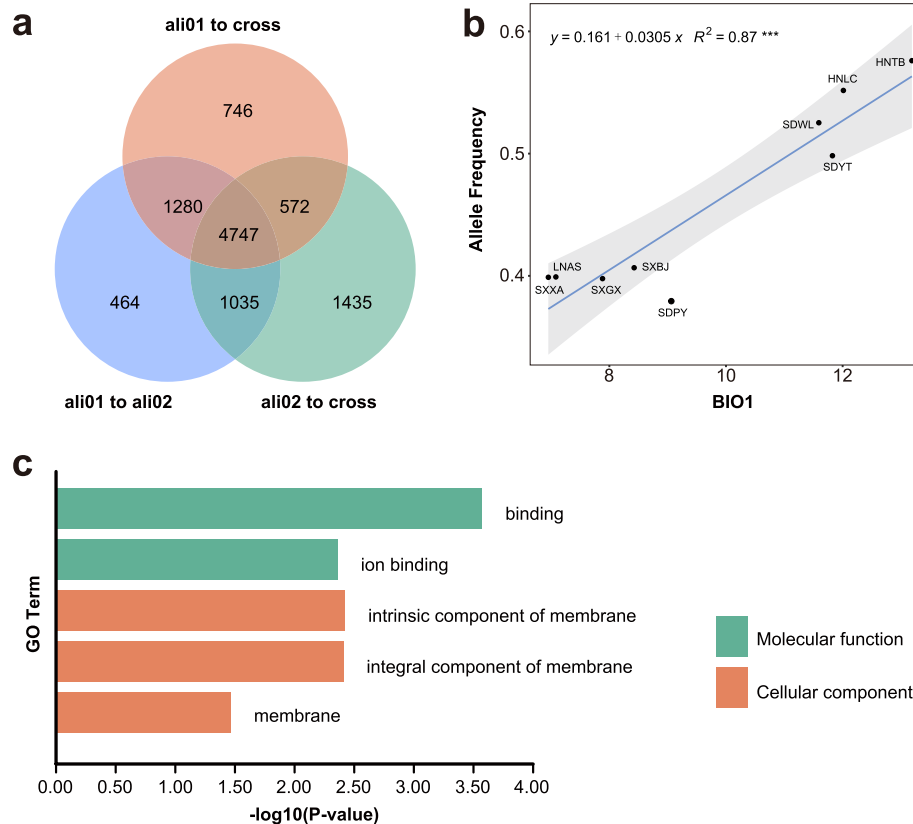 a
ali01 to cross
746
1280
572
4747
464
1035
1435
ali01 to ali02
ali02 to cross
b
y = 0.161 + 0.0305 x R² = 0.87 ***
Allele Frequency
0.6
0.5
0.4
HNTB
HNLC
SDWL
SDYT
LNAS
SXBJ
SXXA
SXGX
SDPY
8
10
12
BIO1
c
GO Term
binding
ion binding
intrinsic component of membrane
integral component of membrane
membrane
Molecular function
Cellular component
0.00 0.50 1.00 1.50 2.00 2.50 3.00 3.50 4.00
-log10(P-value)